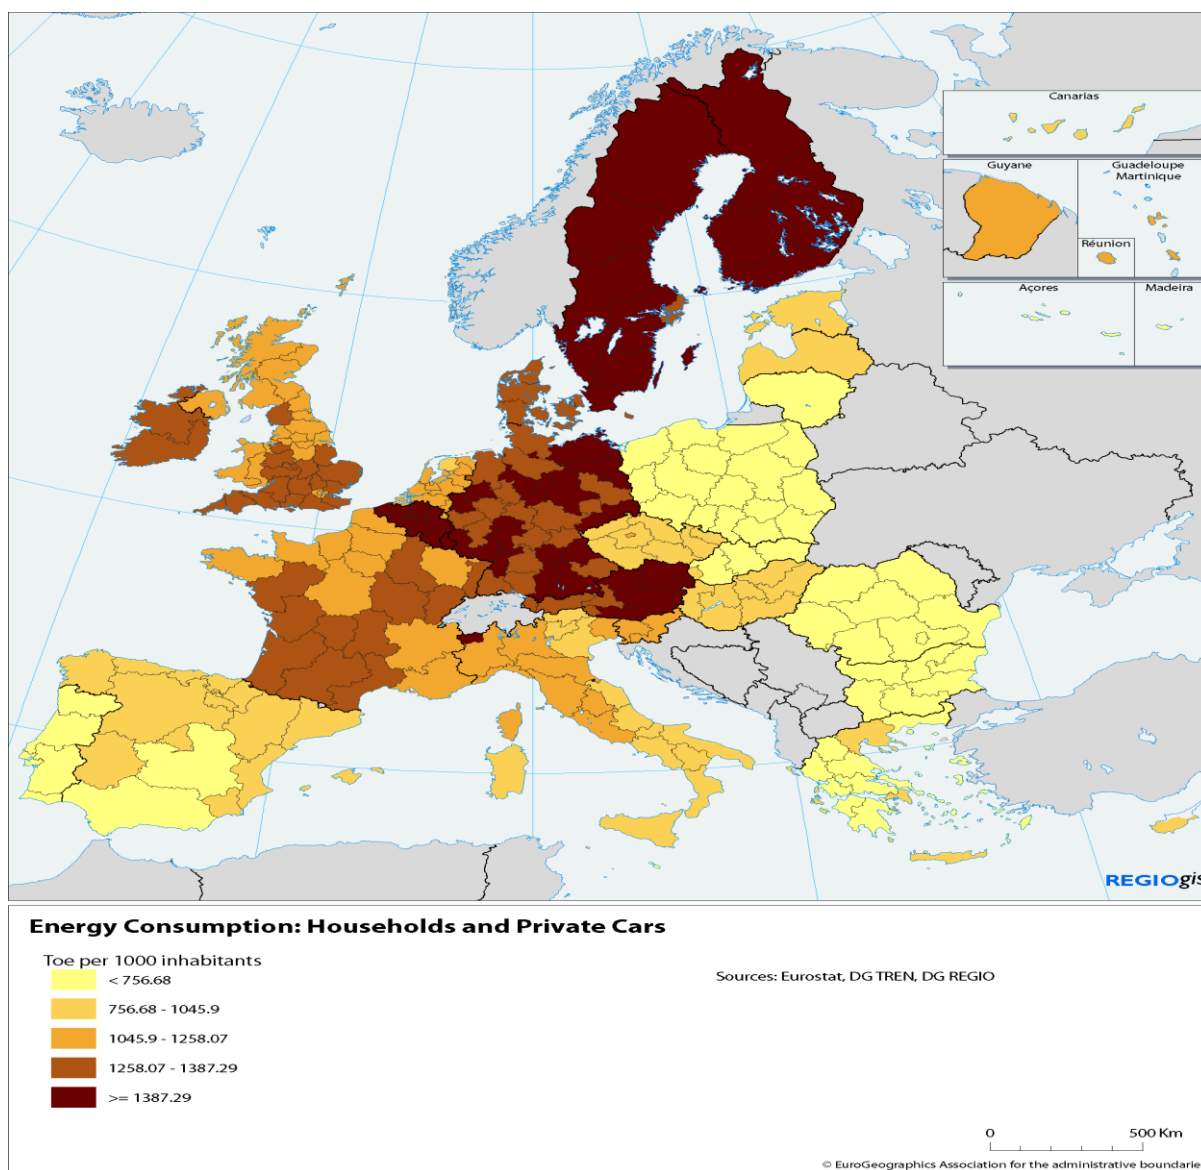 Canarias
Guyane
Guadeloupe
Martinique
Réunion
Açores
Madeira
REGIOgis
Energy Consumption: Households and Private Cars
Toe per 1000 inhabitants
< 756.68
756.68 - 1045.9
1045.9 - 1258.07
1258.07 - 1387.29
>= 1387.29
Sources: Eurostat, DG TREN, DG REGIO
0
500 Km
© EuroGeographics Association for the administrative boundarie